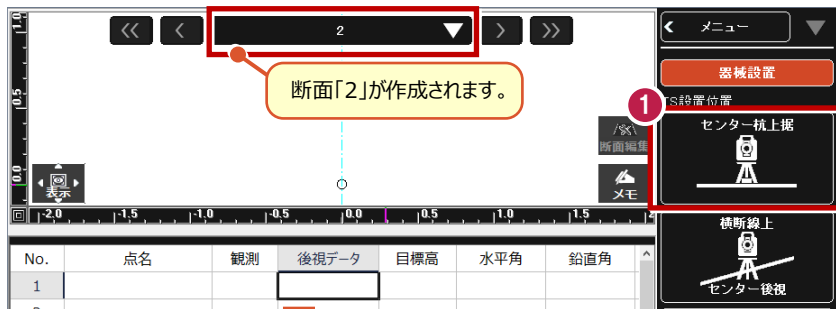 2
メニュー
断面「2」が作成されます。
器械設置
TS設置位置
1
センター杭上据
断面編集
表示
メモ
1.0
0.5
0.0
-2.0 -1.5 -1.0 -0.5 0.0 0.5 1.0 1.5
横断線上
センター後視
No. 点名 観測 後視データ 目標高 水平角 鉛直角
1